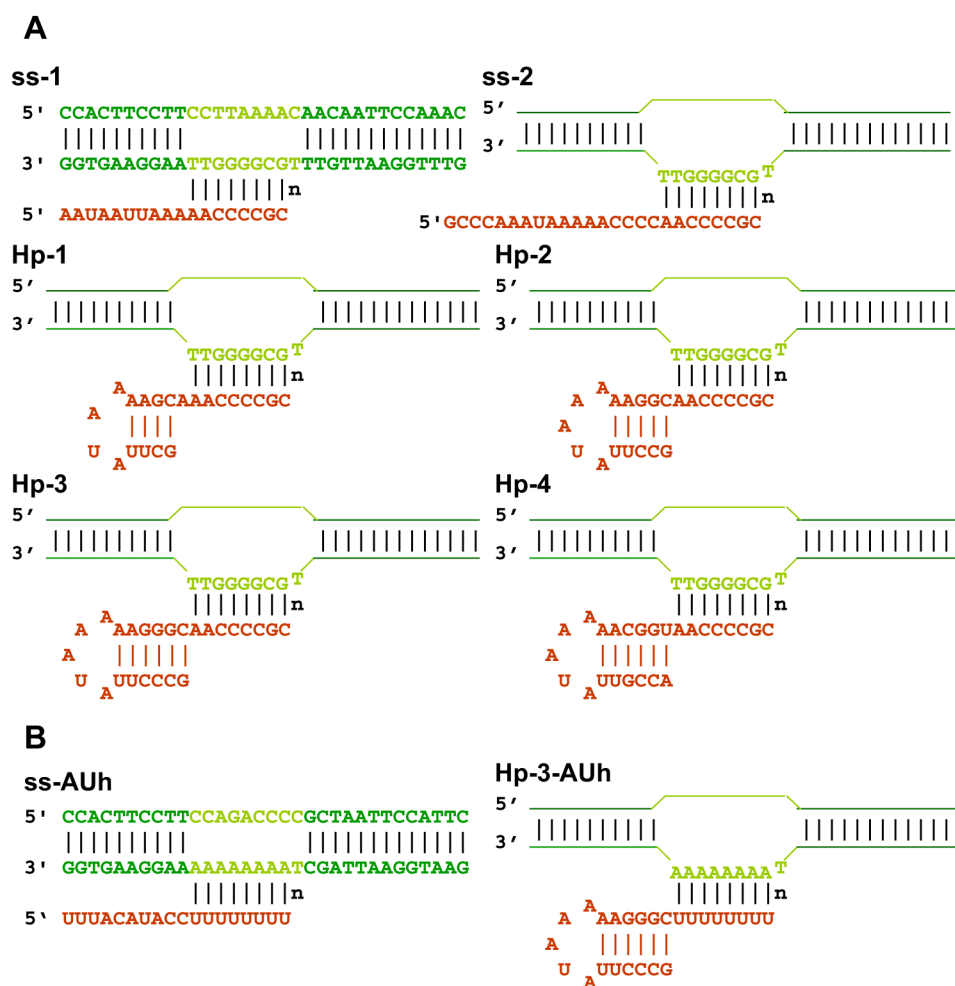 A
ss-1
5' CCACTTCCTTCCTTAAAACAACAATTCCAAAC
3' GGTGAAGGAATTGGGGCGTTTGTTAAGGTTTG
n
5' AAUAAUUAAAAACCCCGC
ss-2
5′
3′
T
TTGGGGCG
n
5'GCCCAAAUAAAAACCCCAACCCCGC
Hp-1
5′
3′
T
TTGGGGCG
n
A
AAGCAAACCCCGC
A
U
UUCG
A
Hp-2
5′
3′
T
TTGGGGCG
n
A
AAGGCAACCCCGC
A
A
U
UUCCG
A
Hp-3
5′
3′
T
TTGGGGCG
n
A
AAGGGCAACCCCGC
A
A
U
UUCCCG
A
Hp-4
5′
3′
T
TTGGGGCG
n
A
AACGGUAACCCCGC
A
A
U
UUGCCA
A
B
ss-AUh
5' CCACTTCCTTCCAGACCCCGCTAATTCCATTC
3' GGTGAAGGAAAAAAAAAATCGATTAAGGTAAG
n
5‘ UUUACAUACCUUUUUUUU
Hp-3-AUh
5′
3′
T
AAAAAAAA
n
A
AAGGGCUUUUUUUU
A
A
U
UUCCCG
A